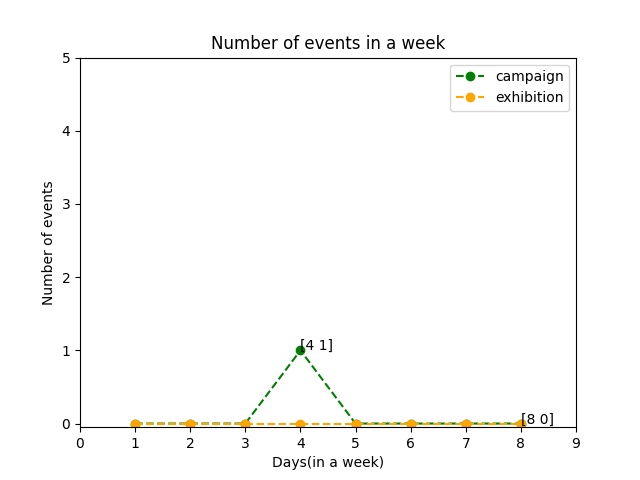 Number of events in a week
campaign
exhibition
Number of events
5
4
3
2
1
0
[4 1]
[8 0]
0 1 2 3 4 5 6 7 8 9
Days(in a week)